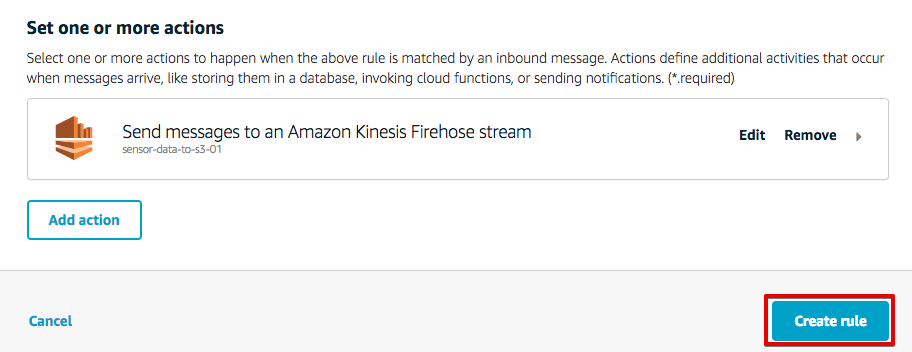 Set one or more actions
Select one or more actions to happen when the above rule is matched by an inbound message. Actions define additional activities that occur
when messages arrive, like storing them in a database, invoking cloud functions, or sending notifications. (*.required)
Send messages to an Amazon Kinesis Firehose stream
sensor-data-to-s3-01
Edit Remove
Add action
Cancel
Create rule